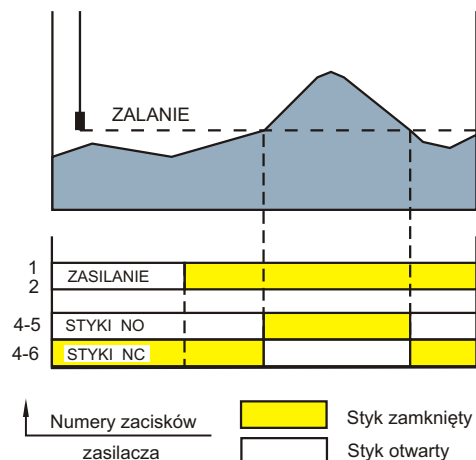 ZALANIE
1
2
ZASILANIE
4-5
STYKI NO
4-6
STYKI NC
Numery zacisków
zasilacza
Styk zamknięty
Styk otwarty